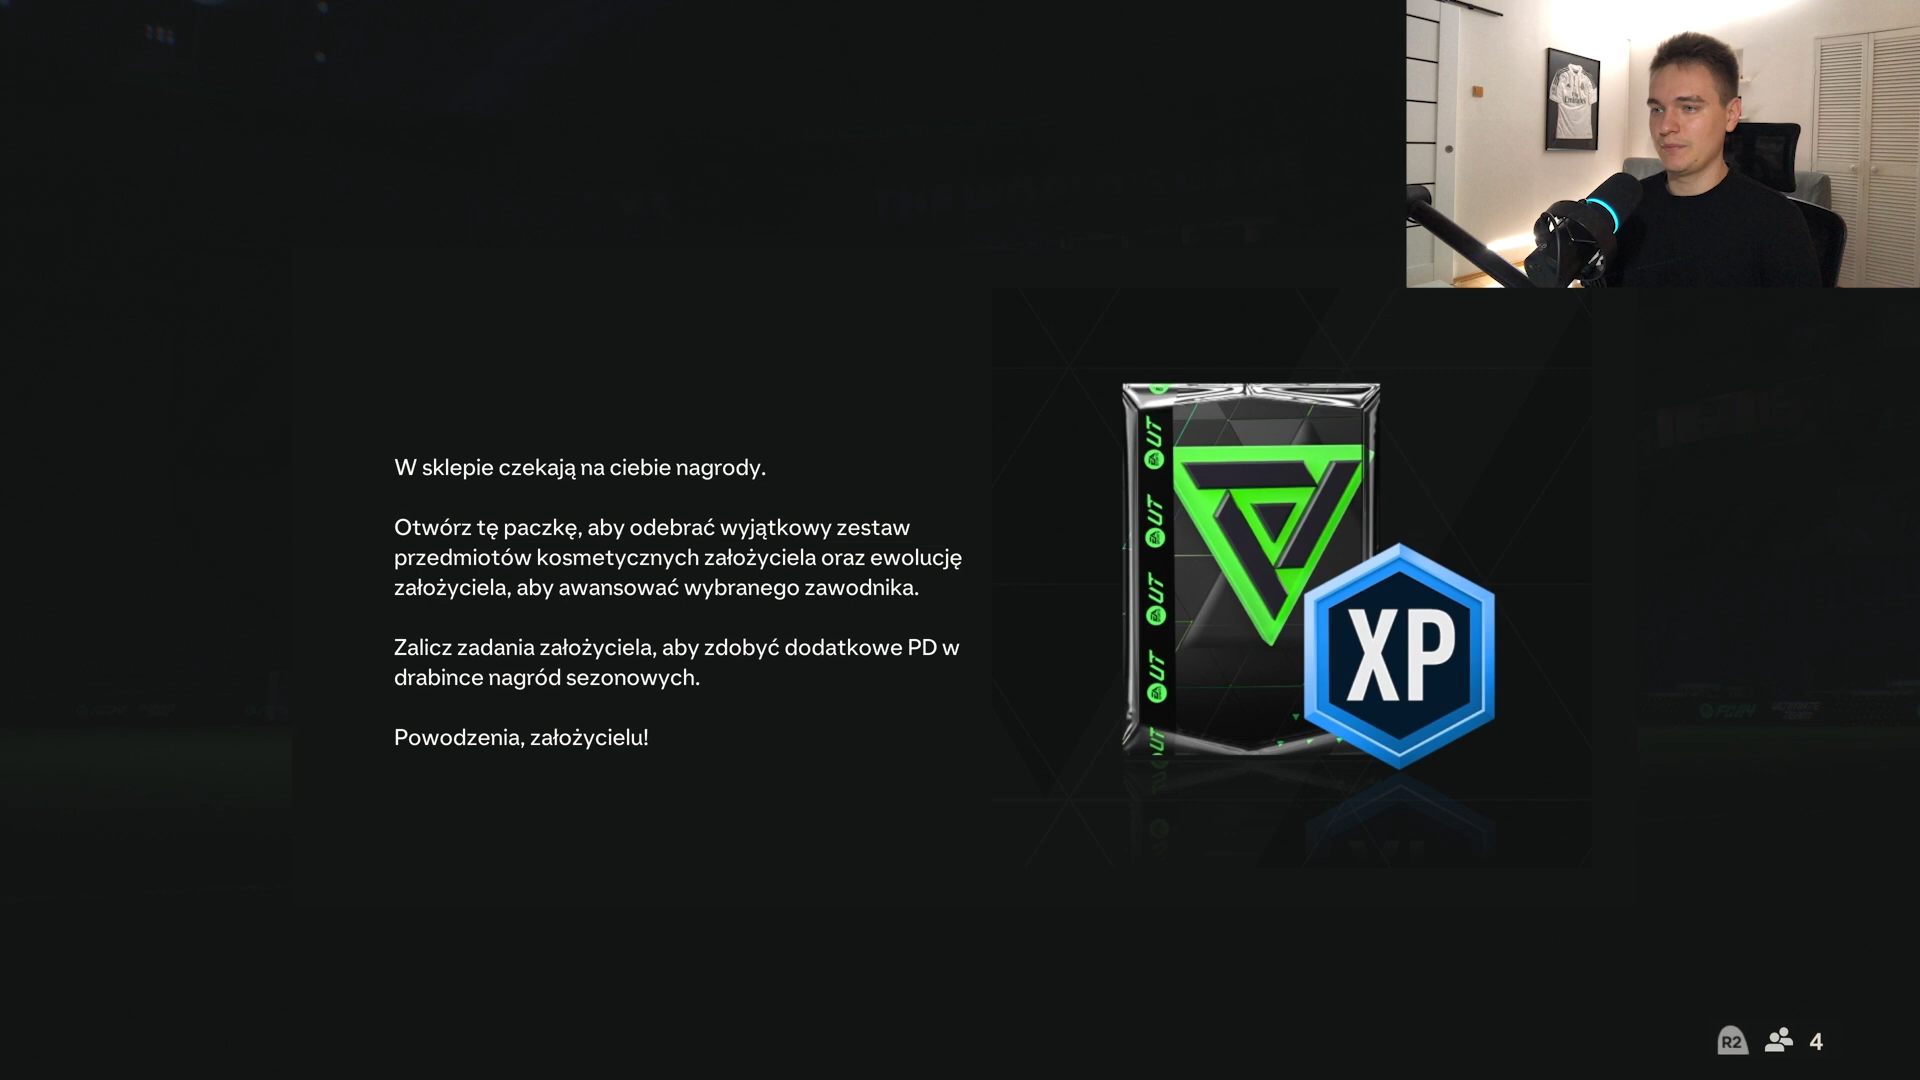 W sklepie czekają na ciebie nagrody.
Otwórz tę paczkę, aby odebrać wyjątkowy zestaw
przedmiotów kosmetycznych założyciela oraz ewolucję
założyciela, aby awansować wybranego zawodnika.
Zalicz zadania założyciela, aby zdobyć dodatkowe PD w
drabince nagród sezonowych.
Powodzenia, założycielu!
UT
UT
UT
UT
UT
XP
R2 4